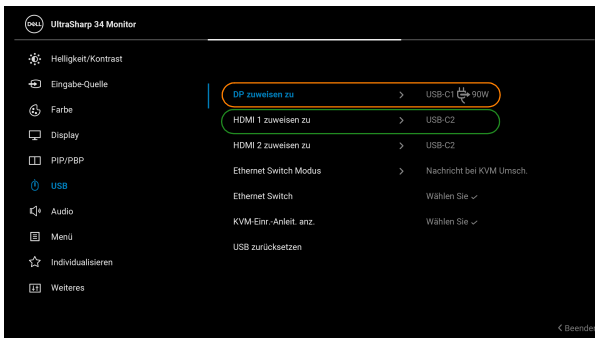 DELL UltraSharp 34 Monitor
Helligkeit/Kontrast
Eingabe-Quelle
Farbe
Display
PIP/PBP
USB
Audio
Menü
Individualisieren
Weiteres
DP zuweisen zu > USB-C1 90W
HDMI 1 zuweisen zu > USB-C2
HDMI 2 zuweisen zu > USB-C2
Ethernet Switch Modus > Nachricht bei KVM Umsch.
Ethernet Switch Wählen Sie ✓
KVM-Einr.-Anleit. anz. Wählen Sie ✓
USB zurücksetzen
< Beenden